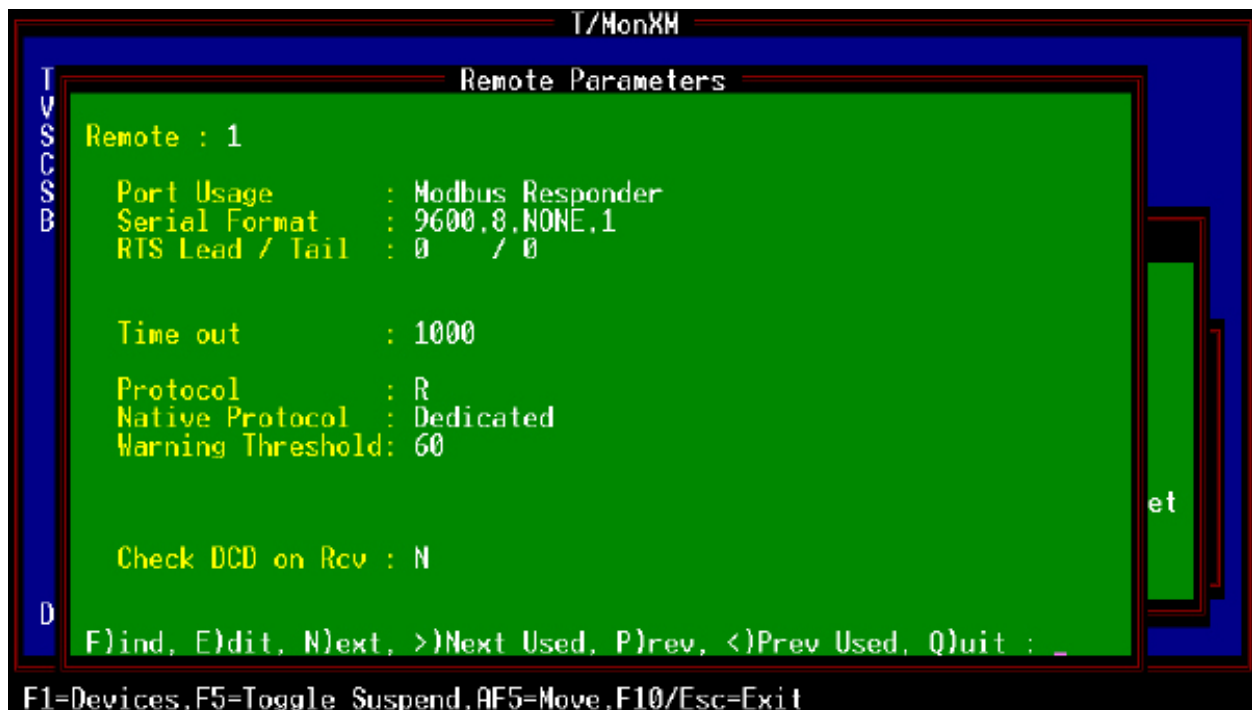 T/MonXM
Remote Parameters
T
V
S
C
S
B
D
Remote : 1
Port Usage : Modbus Responder
Serial Format : 9600,8,NONE,1
RTS Lead / Tail : 0 / 0
Time out : 1000
Protocol : R
Native Protocol : Dedicated
Warning Threshold: 60
et
Check DCD on Rcv : N
F)ind, E)dit, N)ext, >)Next Used, P)rev, <)Prev Used, Q)uit : _
F1=Devices,F5=Toggle Suspend,AF5=Move,F10/Esc=Exit